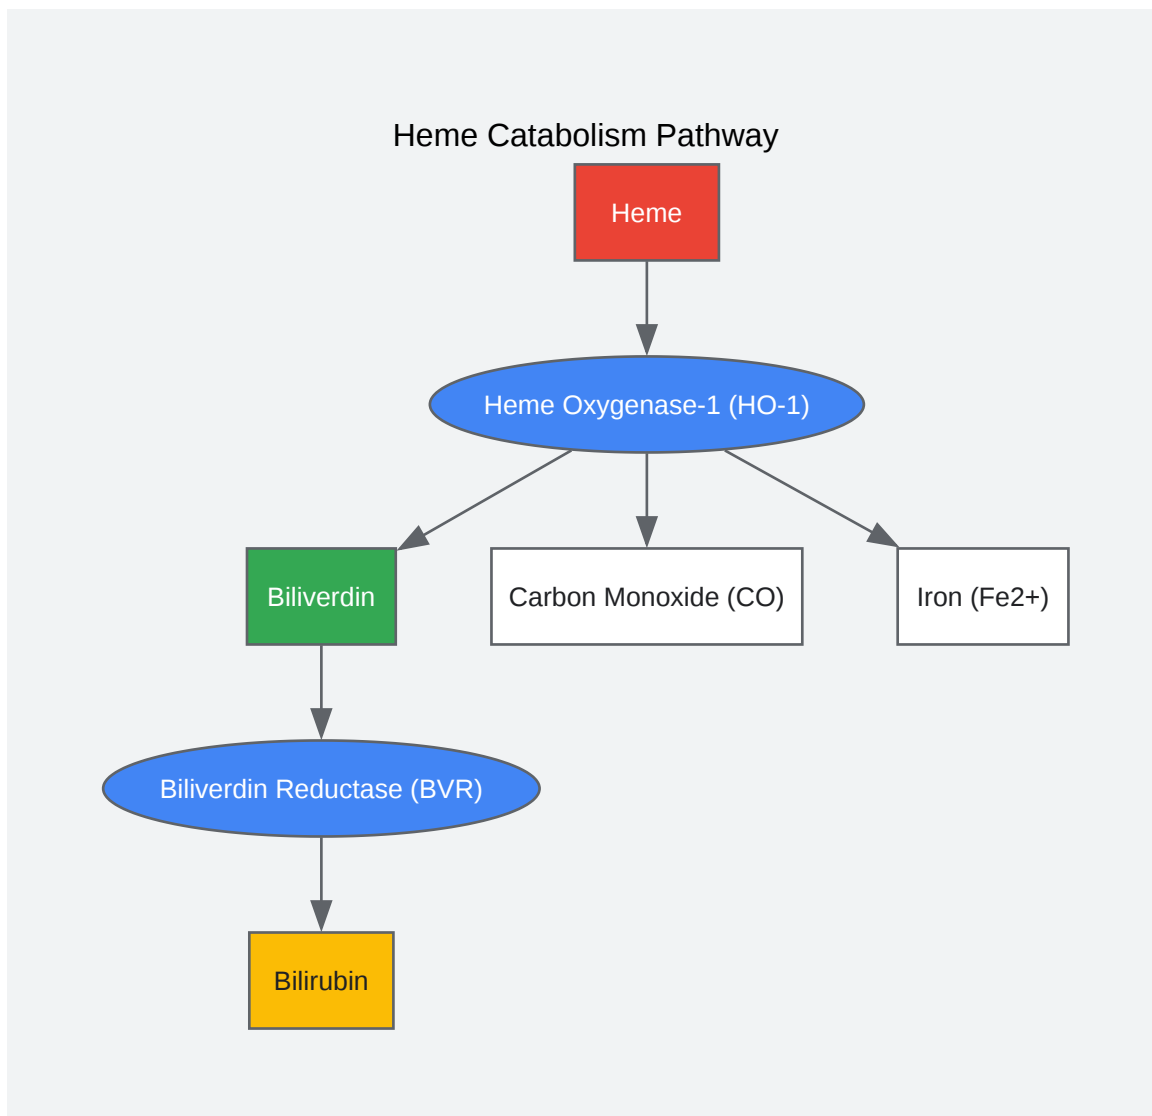 Heme Catabolism Pathway
Heme
Heme Oxygenase-1 (HO-1)
Biliverdin
Carbon Monoxide (CO)
Iron (Fe2+)
Biliverdin Reductase (BVR)
Bilirubin